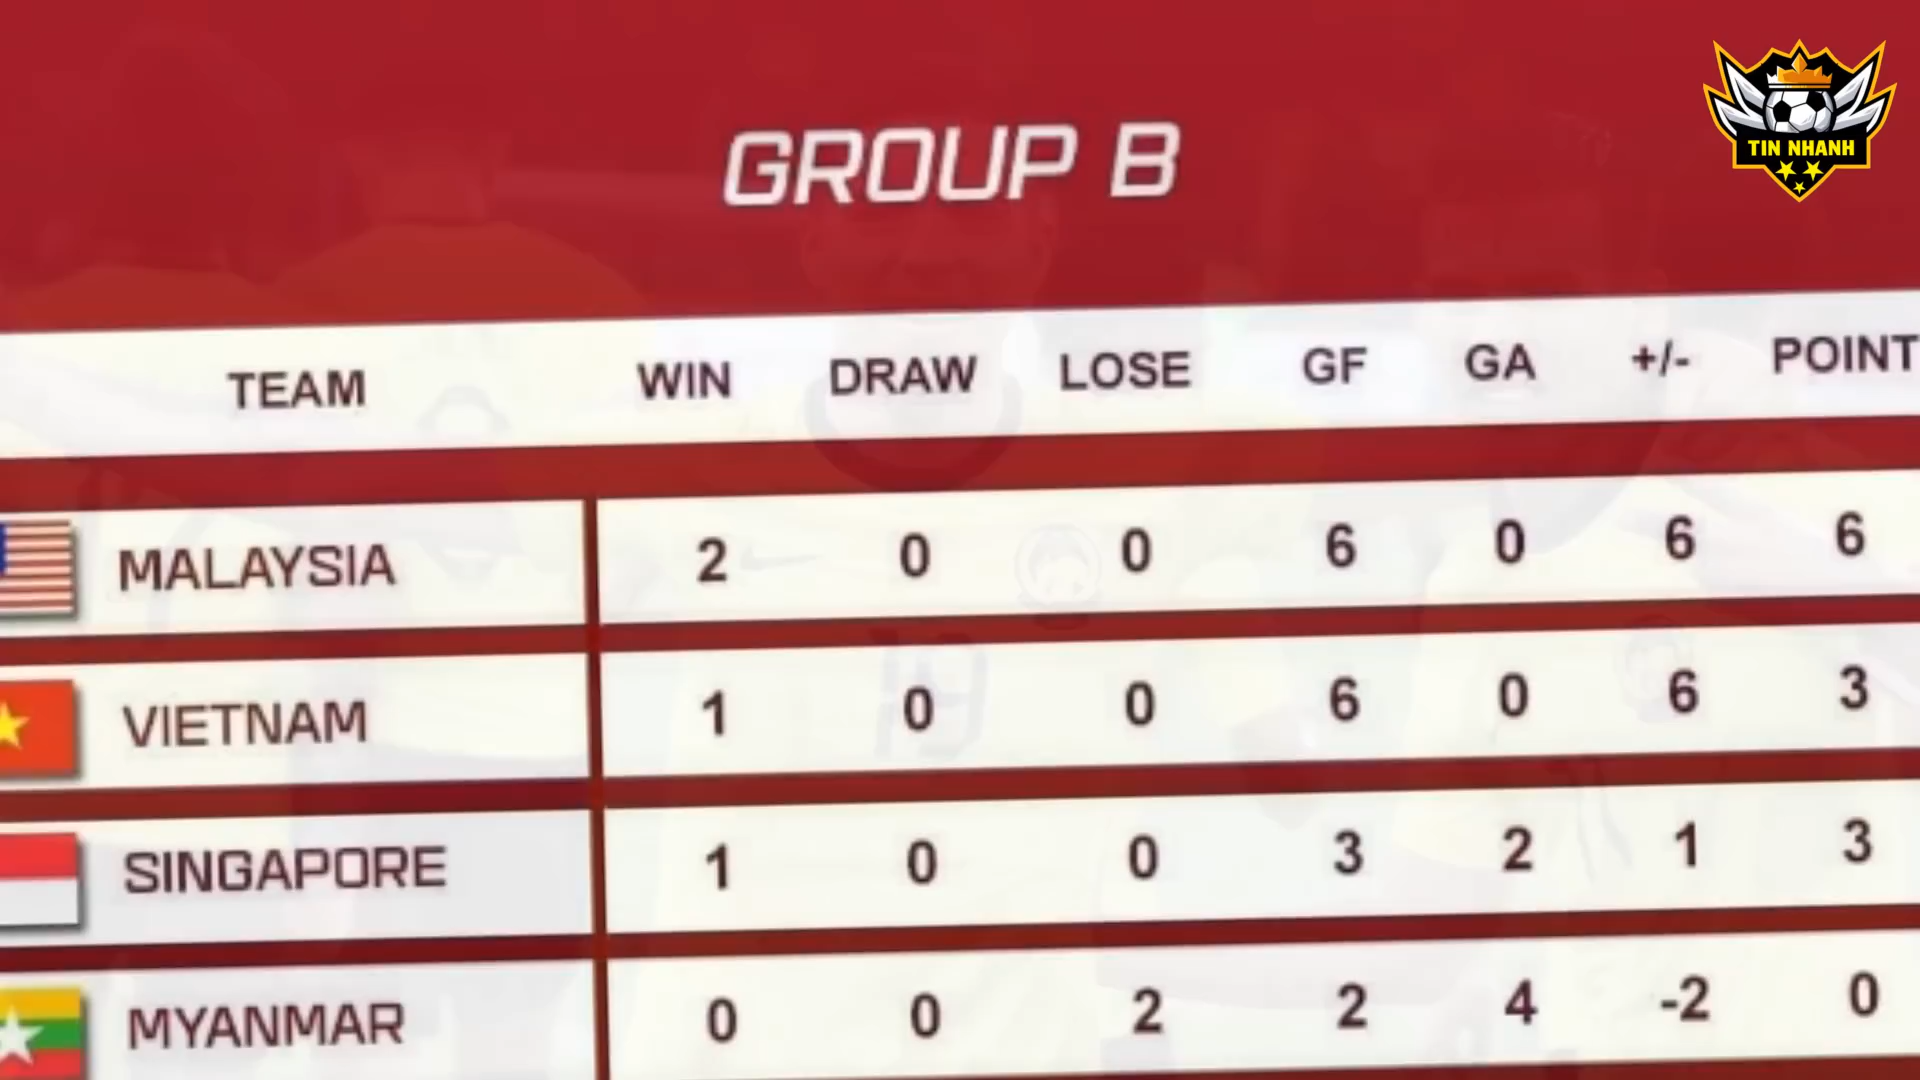 TIN NHANH
GROUP B
TEAM WIN DRAW LOSE GF GA +/- POINT
MALAYSIA 2 0 0 6 0 6 6
VIETNAM 1 0 0 6 0 6 3
SINGAPORE 1 0 0 3 2 1 3
MYANMAR 0 0 2 2 4 -2 0